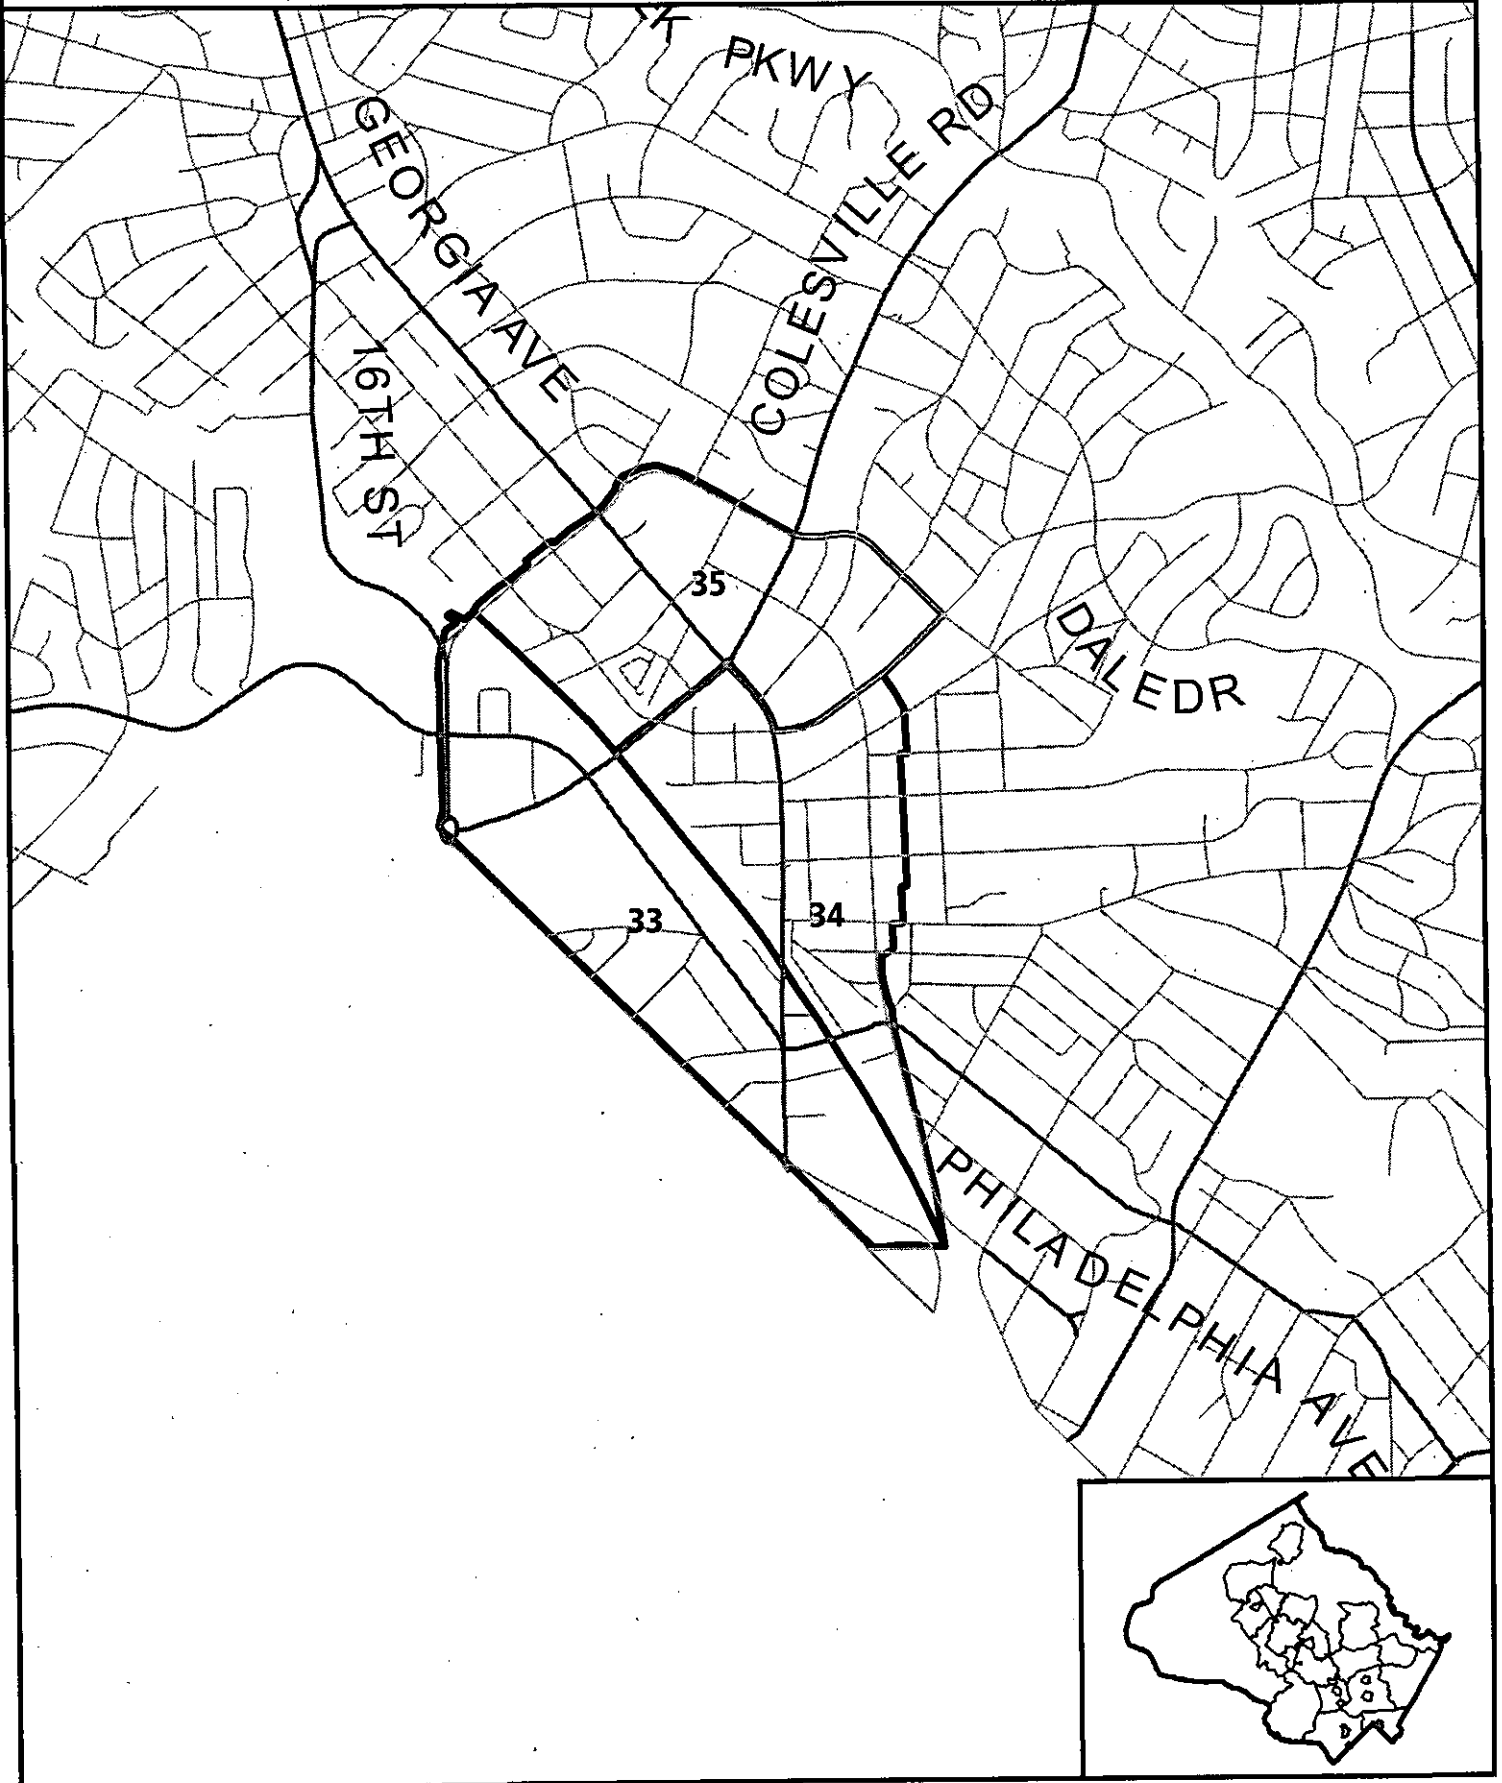 PKWY
COLESVILLE RD
GEORGIA AVE
16TH ST
35
DALE DR
33
34
PHILADELPHIA AVE